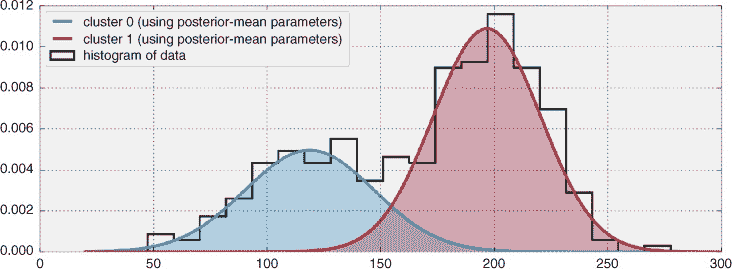 0.012
0.010
0.008
0.006
0.004
0.002
0.000
cluster 0 (using posterior-mean parameters)
cluster 1 (using posterior-mean parameters)
histogram of data
0 50 100 150 200 250 300